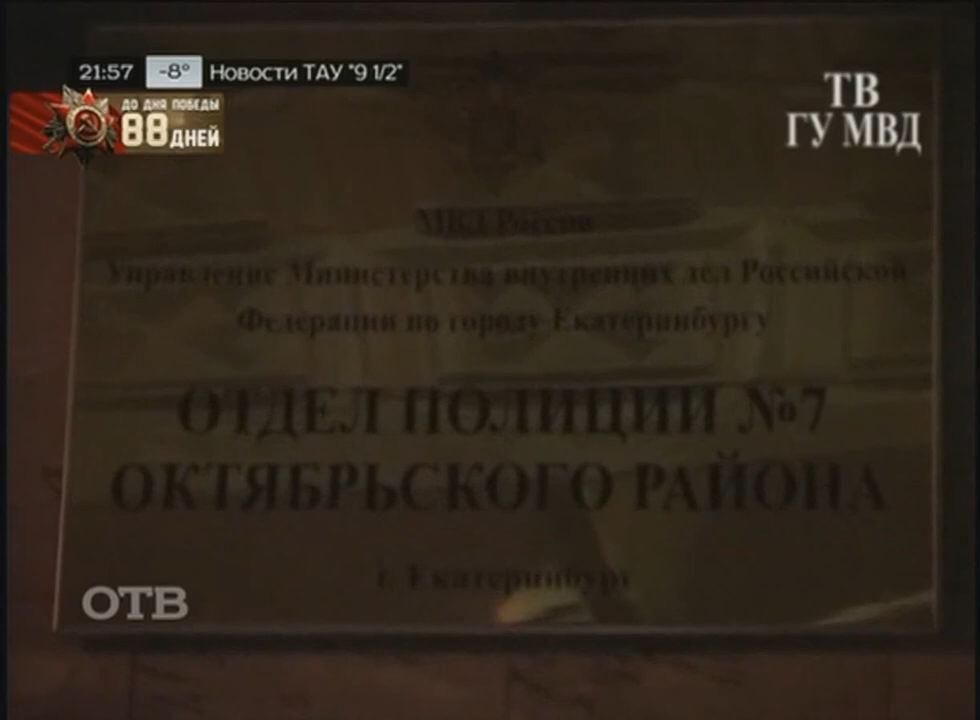 21:57 -8° Новости ТАУ "9 1/2"
ДО ДНЯ ПОБЕДЫ
88 ДНЕЙ
ТВ
ГУ МВД
МВД России
Управление Министерства внутренних дел Российской
Федерации по городу Екатеринбургу
ОТДЕЛ ПОЛИЦИИ №7
ОКТЯБРЬСКОГО РАЙОНА
г. Екатеринбург
ОТВ